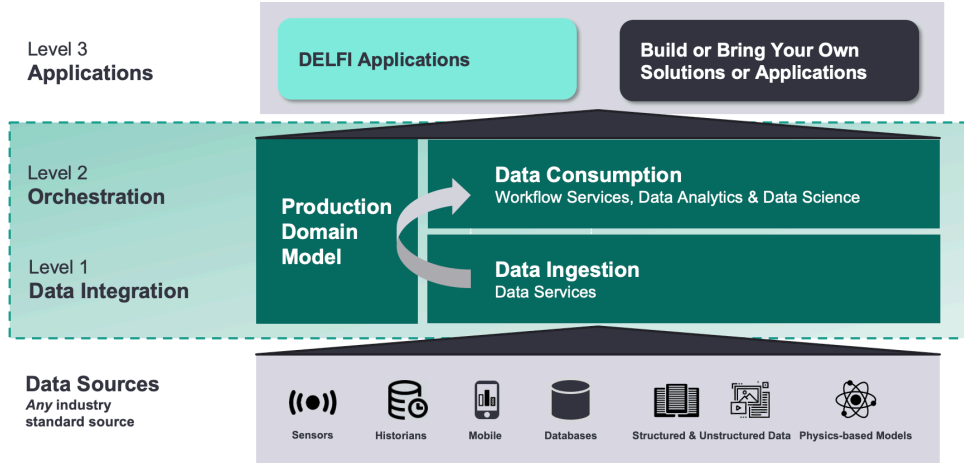 Level 3
Applications
DELFI Applications
Build or Bring Your Own
Solutions or Applications
Level 2
Orchestration
Level 1
Data Integration
Production
Domain
Model
Data Consumption
Workflow Services, Data Analytics & Data Science
Data Ingestion
Data Services
Data Sources
Any industry
standard source
Sensors
Historians
Mobile
Databases
Structured & Unstructured Data
Physics-based Models